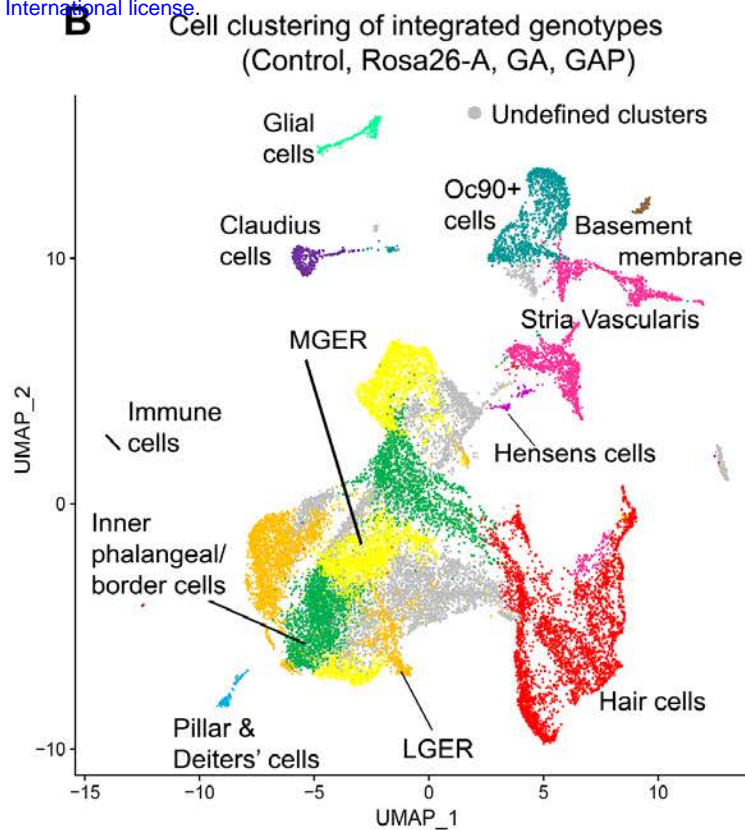 International license.
B
Cell clustering of integrated genotypes
(Control, Rosa26-A, GA, GAP)
Glial
cells
Undefined clusters
Oc90+
cells
Claudius
cells
Basement
membrane
10
Stria Vascularis
MGER
Immune
cells
Hensens cells
UMAP_2
0
Inner
phalangeal/
border cells
Hair cells
Pillar &
Deiters' cells
LGER
−10
−15
−10
−5
0
5
10
UMAP_1